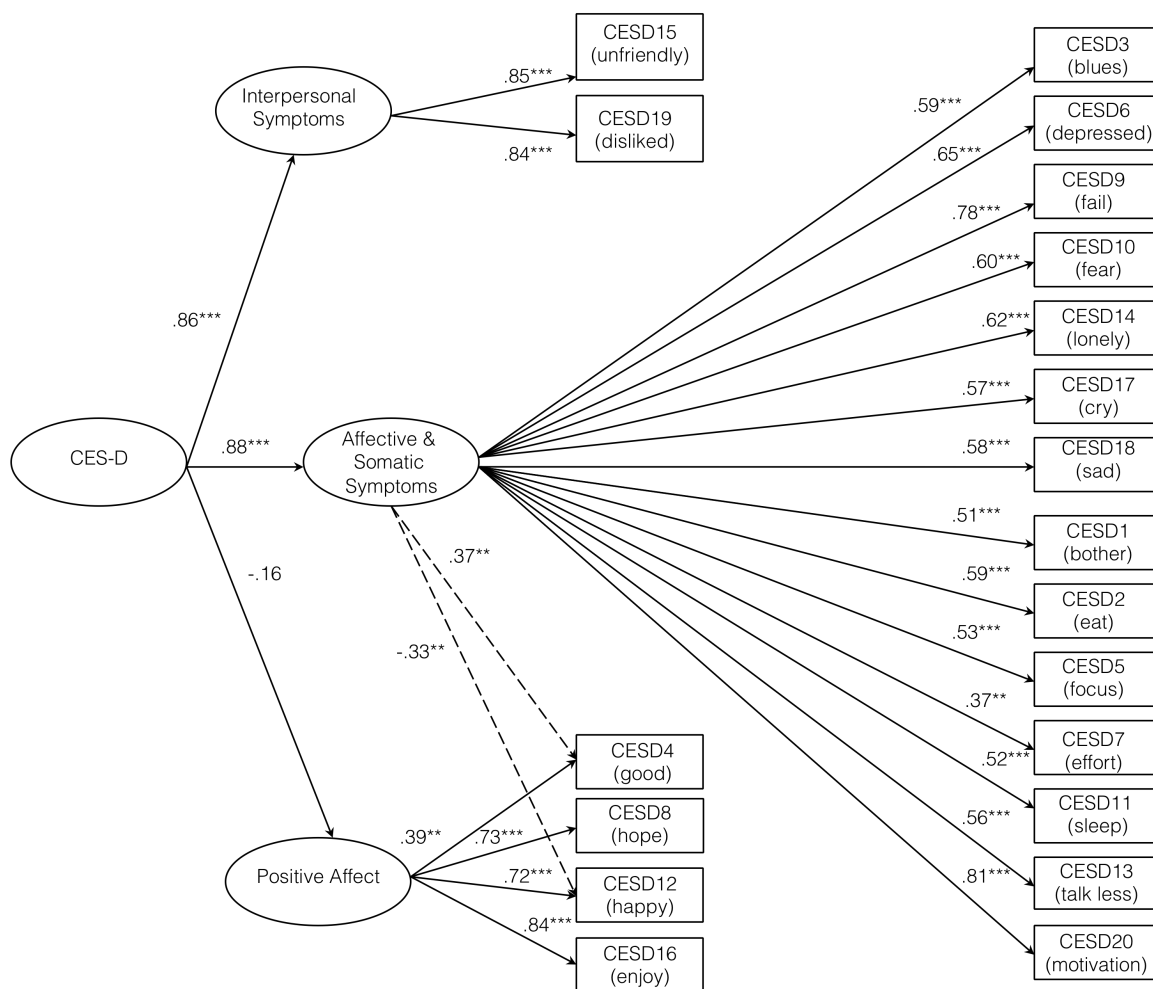 CESD15
(unfriendly)
.85***
Interpersonal
Symptoms
CESD19
(disliked)
.84***
.86***
CES-D
.88***
Affective &
Somatic
Symptoms
-.16
.37**
-.33**
CESD4
(good)
.39**
.73***
CESD8
(hope)
Positive Affect
.72***
CESD12
(happy)
.84***
CESD16
(enjoy)
CESD3
(blues)
.59***
CESD6
(depressed)
.65***
CESD9
(fail)
.78***
CESD10
(fear)
.60***
CESD14
(lonely)
.62***
CESD17
(cry)
.57***
CESD18
(sad)
.58***
CESD1
(bother)
.51***
CESD2
(eat)
.59***
CESD5
(focus)
.53***
CESD7
(effort)
.37**
CESD11
(sleep)
.52***
CESD13
(talk less)
.56***
CESD20
(motivation)
.81***